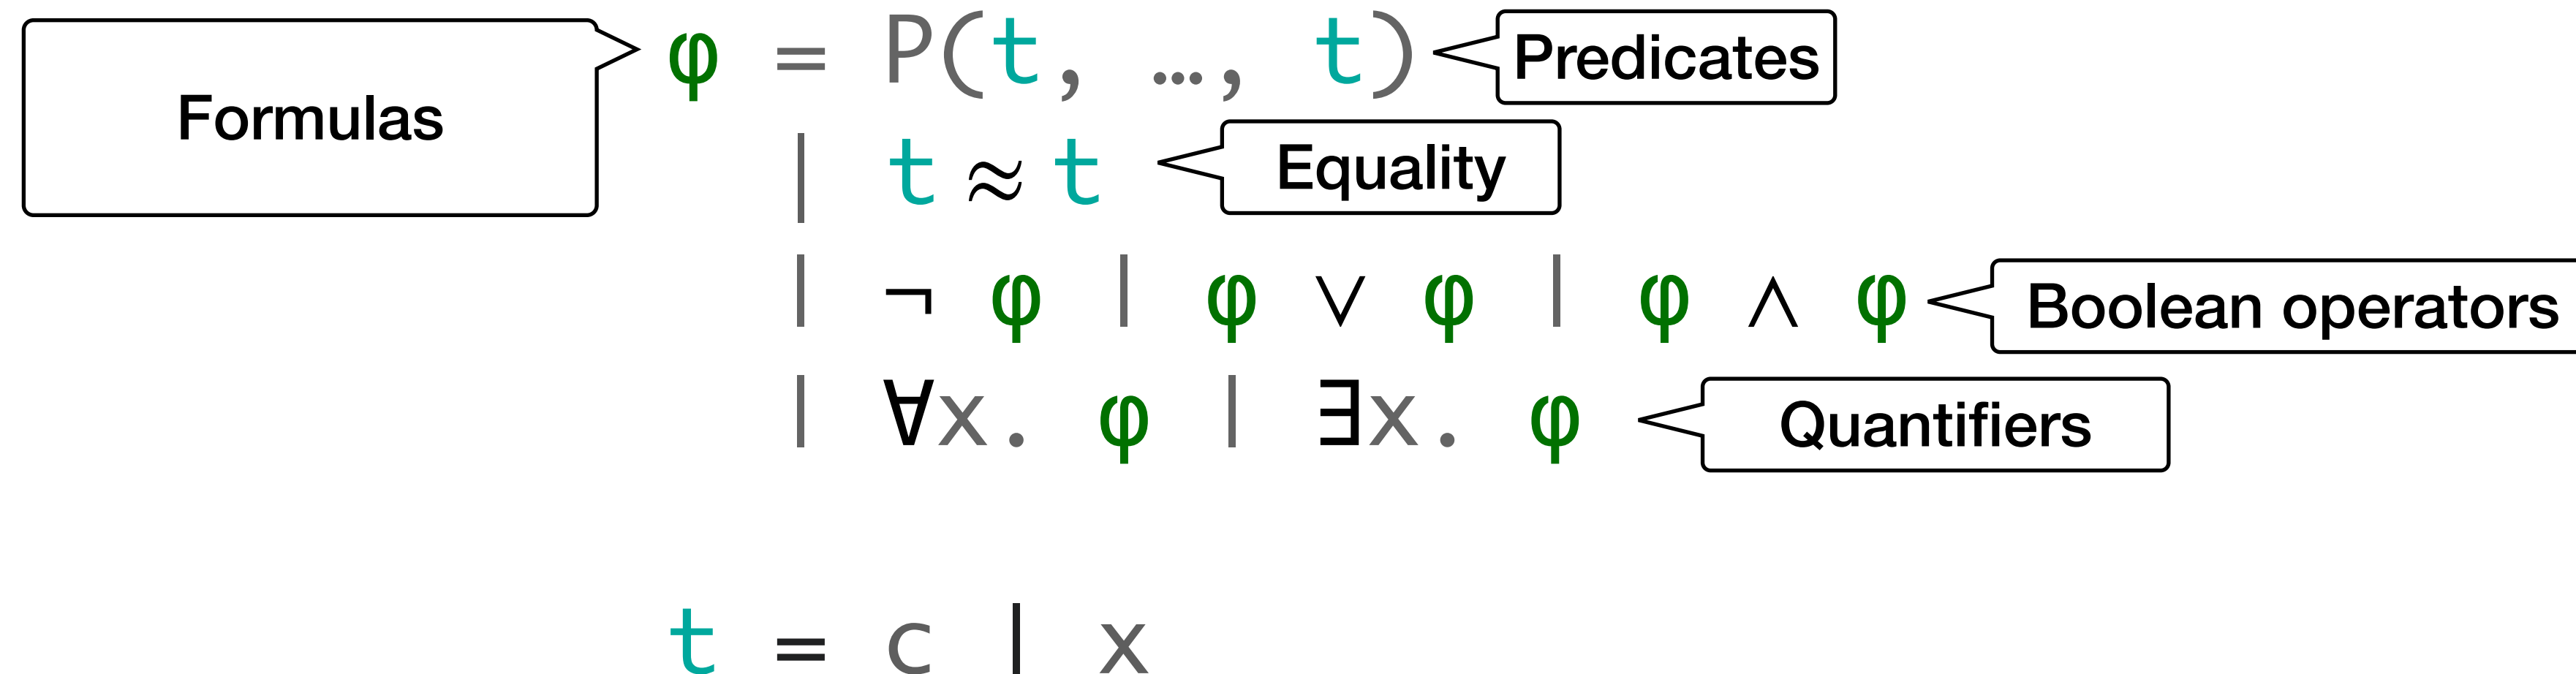 φ = P(t, …, t) Predicates
Formulas
| t ≈ t Equality
| ¬ φ | φ ∨ φ | φ ∧ φ Boolean operators
| ∀x. φ | ∃x. φ Quantifiers
t = c | x